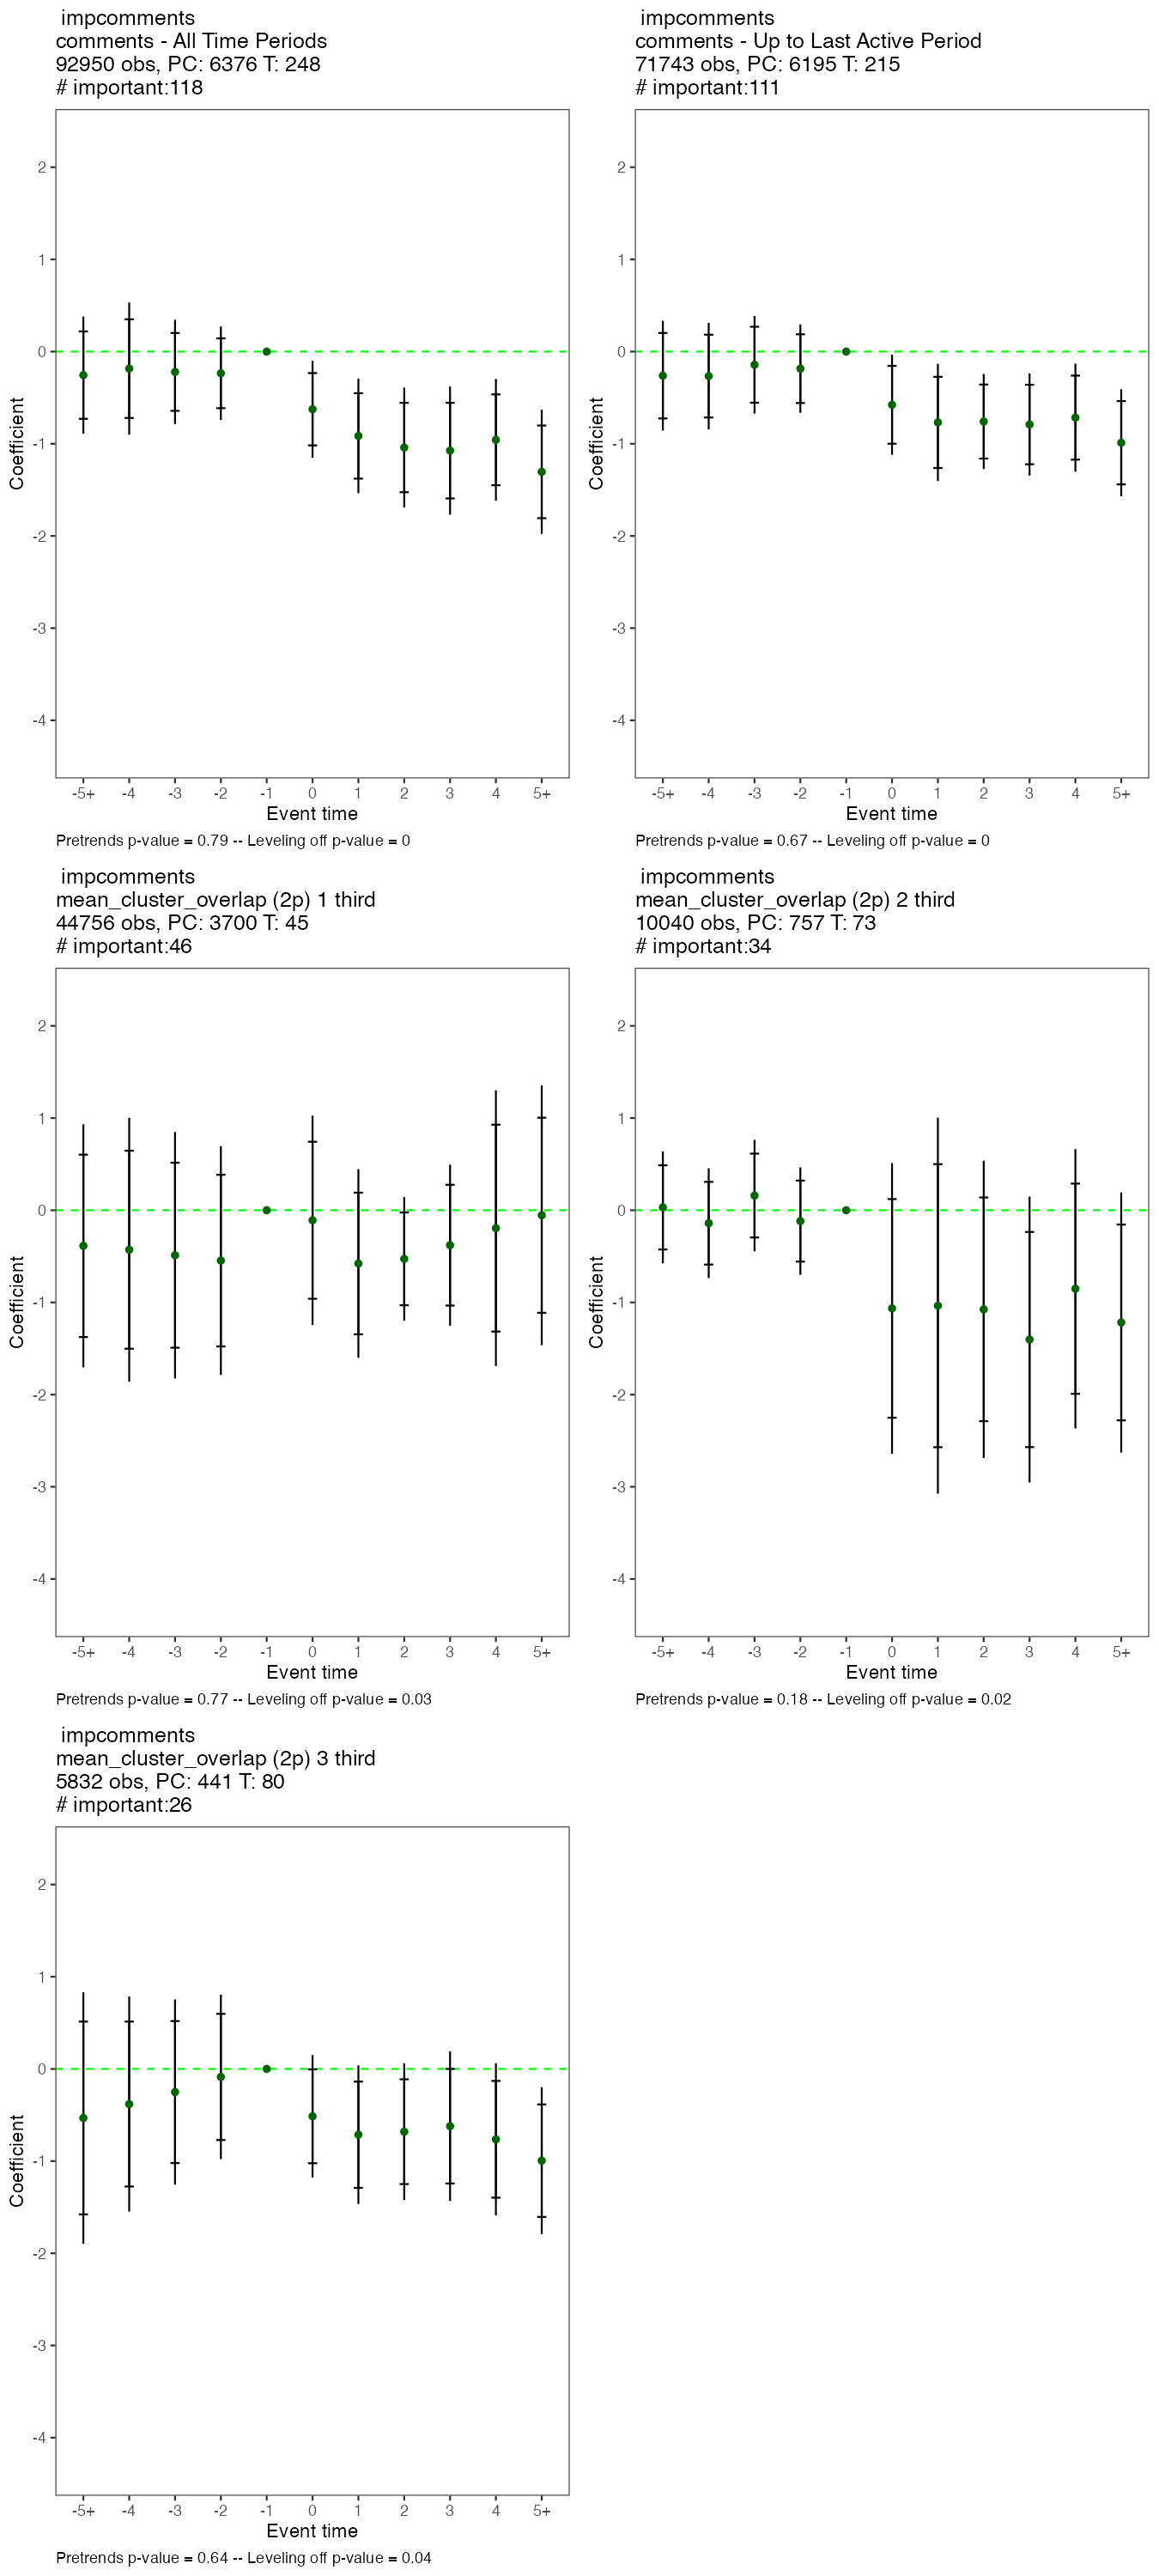 impcomments
comments - All Time Periods
92950 obs, PC: 6376 T: 248
# important:118
2
1
0
-1
-2
-3
-4
Coefficient
-5+ -4 -3 -2 -1 0 1 2 3 4 5+
Event time
Pretrends p-value = 0.79 -- Leveling off p-value = 0
impcomments
comments - Up to Last Active Period
71743 obs, PC: 6195 T: 215
# important:111
2
1
0
-1
-2
-3
-4
Coefficient
-5+ -4 -3 -2 -1 0 1 2 3 4 5+
Event time
Pretrends p-value = 0.67 -- Leveling off p-value = 0
impcomments
mean_cluster_overlap (2p) 1 third
44756 obs, PC: 3700 T: 45
# important:46
2
1
0
-1
-2
-3
-4
Coefficient
-5+ -4 -3 -2 -1 0 1 2 3 4 5+
Event time
Pretrends p-value = 0.77 -- Leveling off p-value = 0.03
impcomments
mean_cluster_overlap (2p) 2 third
10040 obs, PC: 757 T: 73
# important:34
2
1
0
-1
-2
-3
-4
Coefficient
-5+ -4 -3 -2 -1 0 1 2 3 4 5+
Event time
Pretrends p-value = 0.18 -- Leveling off p-value = 0.02
impcomments
mean_cluster_overlap (2p) 3 third
5832 obs, PC: 441 T: 80
# important:26
2
1
0
-1
-2
-3
-4
Coefficient
-5+ -4 -3 -2 -1 0 1 2 3 4 5+
Event time
Pretrends p-value = 0.64 -- Leveling off p-value = 0.04